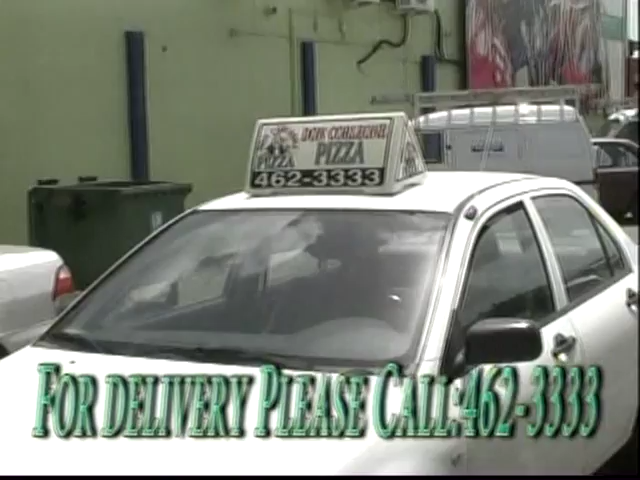 DON CORLEONE
PIZZA
PIZZA
462-3333
FOR DELIVERY PLEASE CALL:462-3333